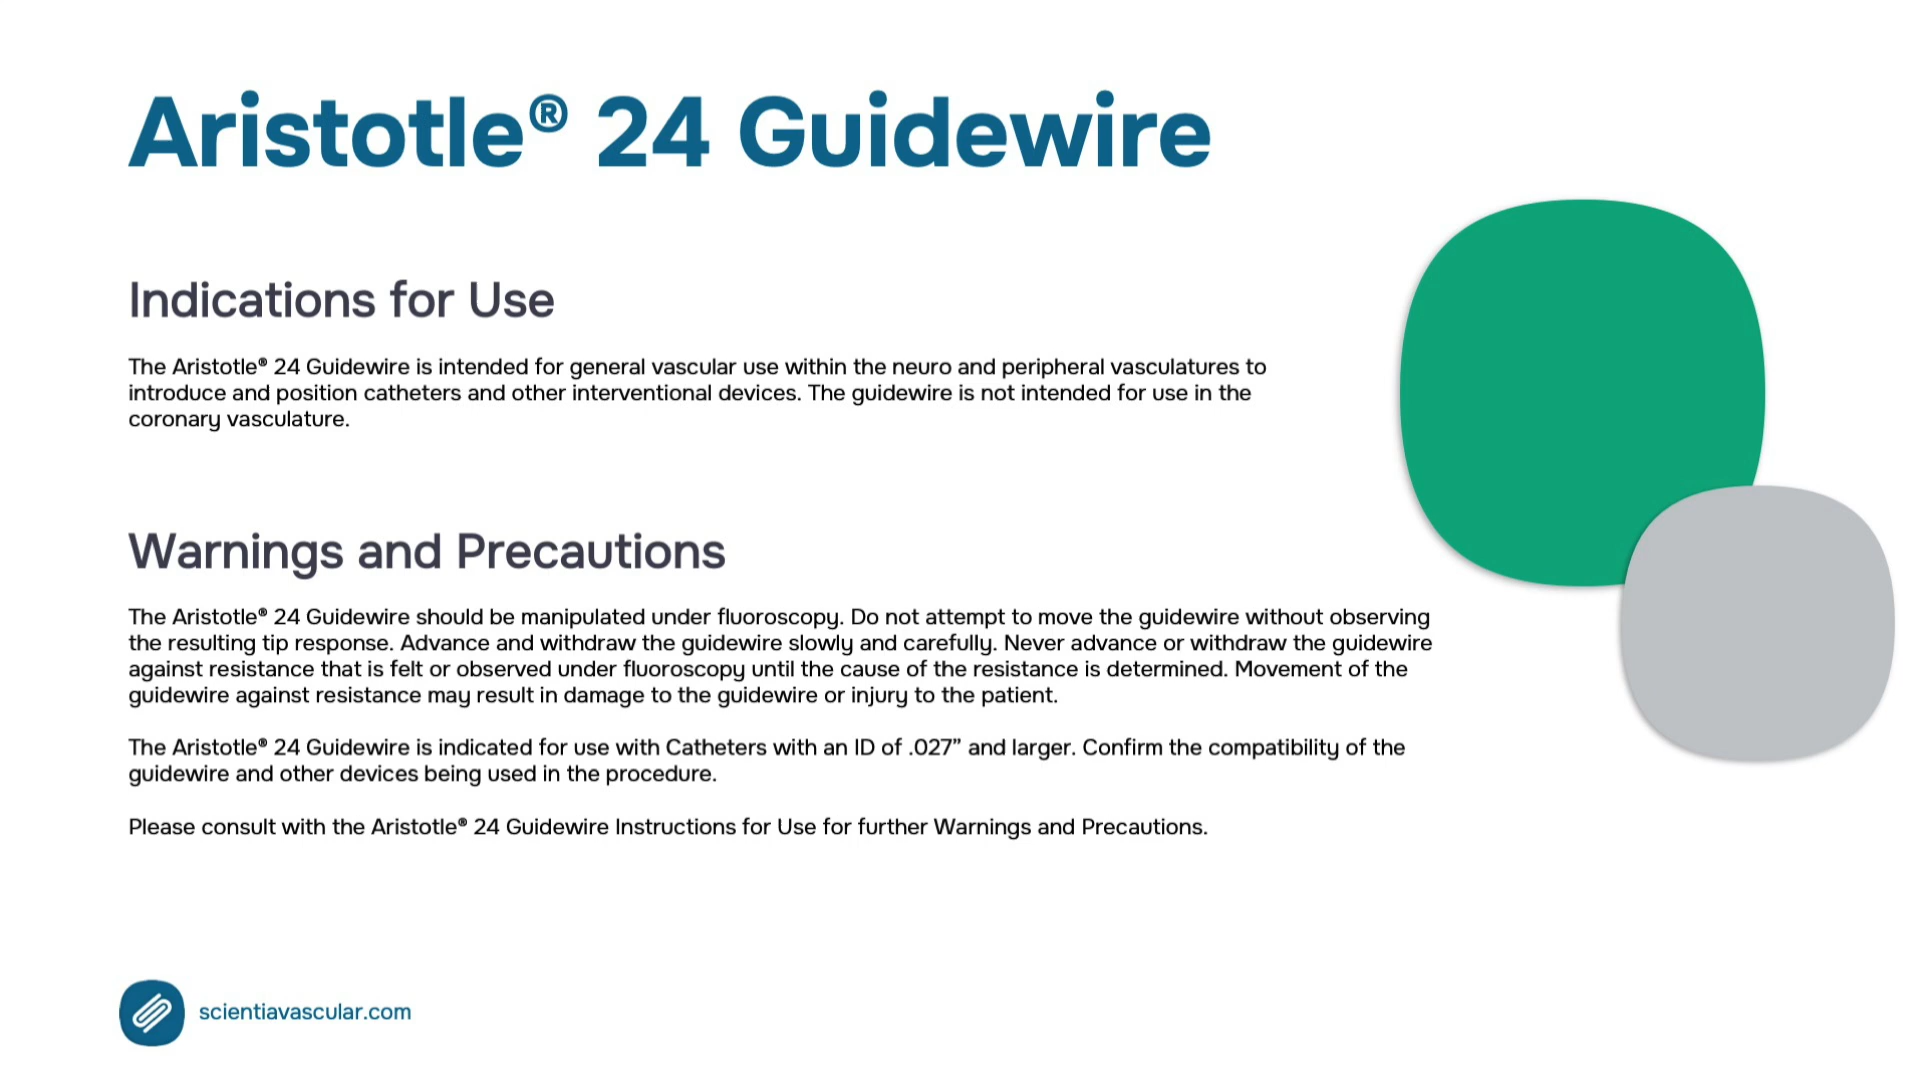 Aristotle® 24 Guidewire
Indications for Use
The Aristotle® 24 Guidewire is intended for general vascular use within the neuro and peripheral vasculatures to
introduce and position catheters and other interventional devices. The guidewire is not intended for use in the
coronary vasculature.
Warnings and Precautions
The Aristotle® 24 Guidewire should be manipulated under fluoroscopy. Do not attempt to move the guidewire without observing
the resulting tip response. Advance and withdraw the guidewire slowly and carefully. Never advance or withdraw the guidewire
against resistance that is felt or observed under fluoroscopy until the cause of the resistance is determined. Movement of the
guidewire against resistance may result in damage to the guidewire or injury to the patient.
The Aristotle® 24 Guidewire is indicated for use with Catheters with an ID of .027” and larger. Confirm the compatibility of the
guidewire and other devices being used in the procedure.
Please consult with the Aristotle® 24 Guidewire Instructions for Use for further Warnings and Precautions.
scientiavascular.com